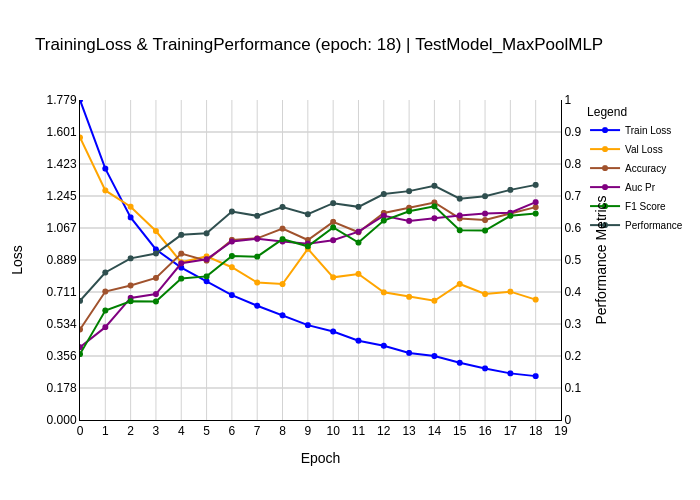 TrainingLoss & TrainingPerformance (epoch: 18) | TestModel_MaxPoolMLP
Loss
1.779
1.601
1.423
1.245
1.067
0.889
0.711
0.534
0.356
0.178
0.000
0 1 2 3 4 5 6 7 8 9 10 11 12 13 14 15 16 17 18 19
Epoch
1
0.9
0.8
0.7
0.6
0.5
0.4
0.3
0.2
0.1
0
Performance Metrics
Legend
Train Loss
Val Loss
Accuracy
Auc Pr
F1 Score
Performance